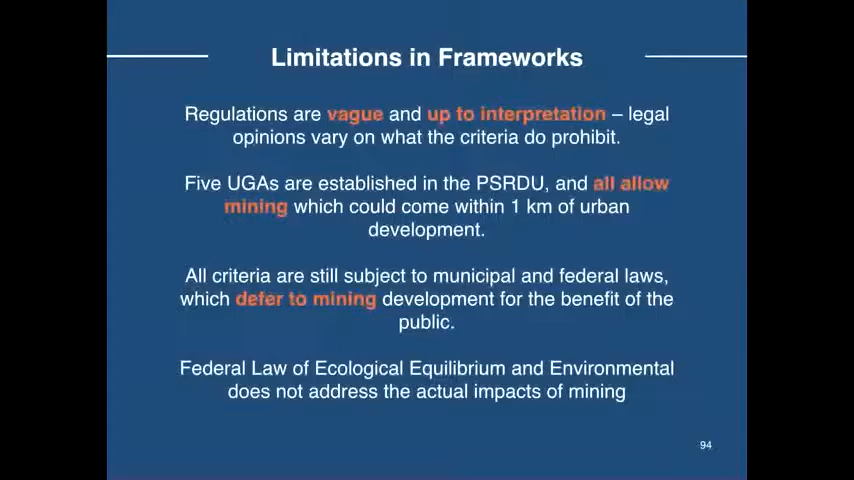 Limitations in Frameworks
Regulations are vague and up to interpretation – legal
opinions vary on what the criteria do prohibit.
Five UGAs are established in the PSRDU, and all allow
mining which could come within 1 km of urban
development.
All criteria are still subject to municipal and federal laws,
which defer to mining development for the benefit of the
public.
Federal Law of Ecological Equilibrium and Environmental
does not address the actual impacts of mining
94